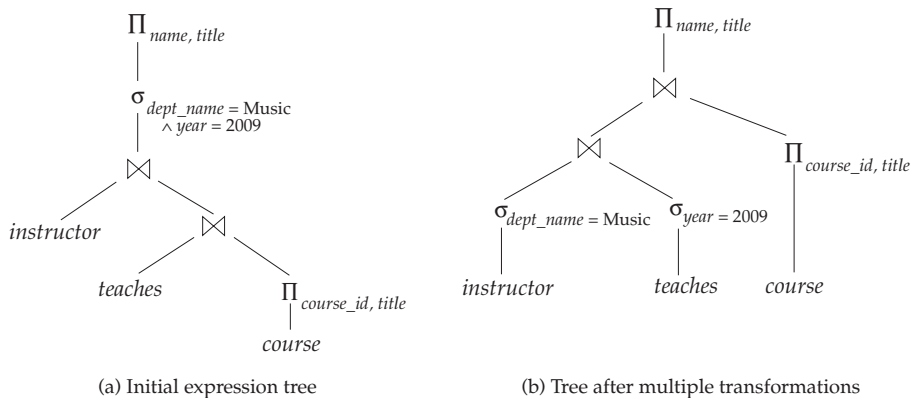 Π name, title
σ dept_name = Music
∧ year = 2009
⋈
instructor
⋈
teaches
Π course_id, title
course
(a) Initial expression tree
Π name, title
⋈
⋈
Π course_id, title
σ dept_name = Music
σ year = 2009
instructor
teaches
course
(b) Tree after multiple transformations